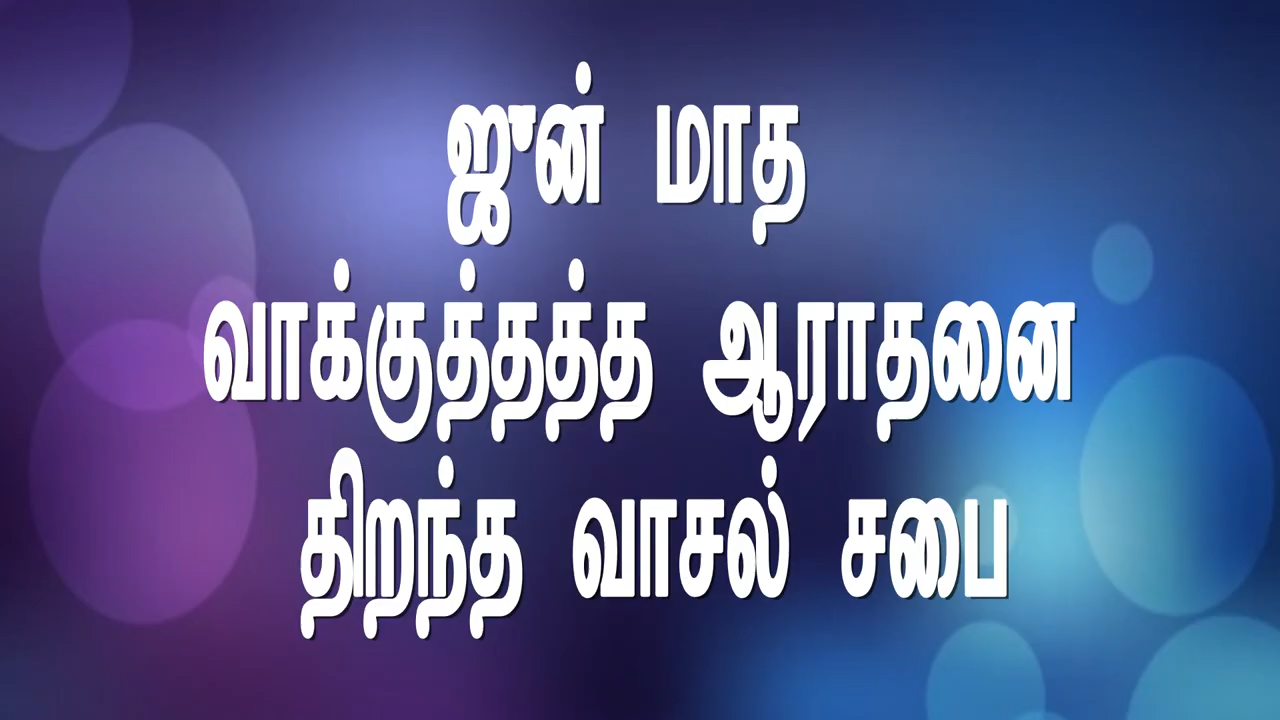 ஜுன் மாத
வாக்குத்தத்த ஆராதனை
திறந்த வாசல் சபை